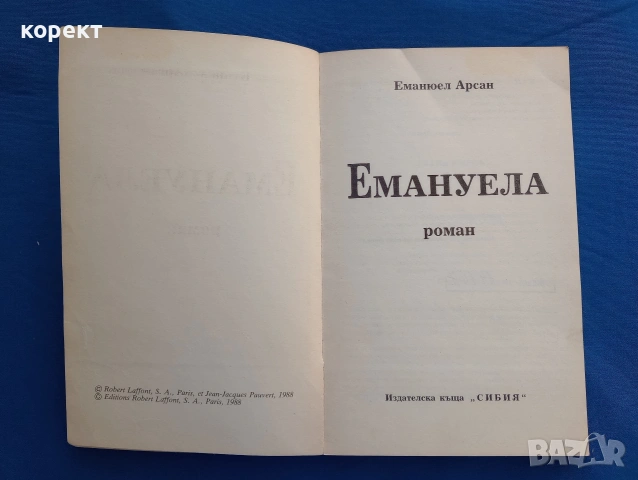 корект
© Robert Laffont, S. A., Paris, et Jean-Jacques Pauvert, 1988
© Editions Robert Laffont, S. A., Paris, 1988
Еманюел Арсан
ЕМАНУЕЛА
роман
Издателска къща „СИБИЯ“
BAZAR